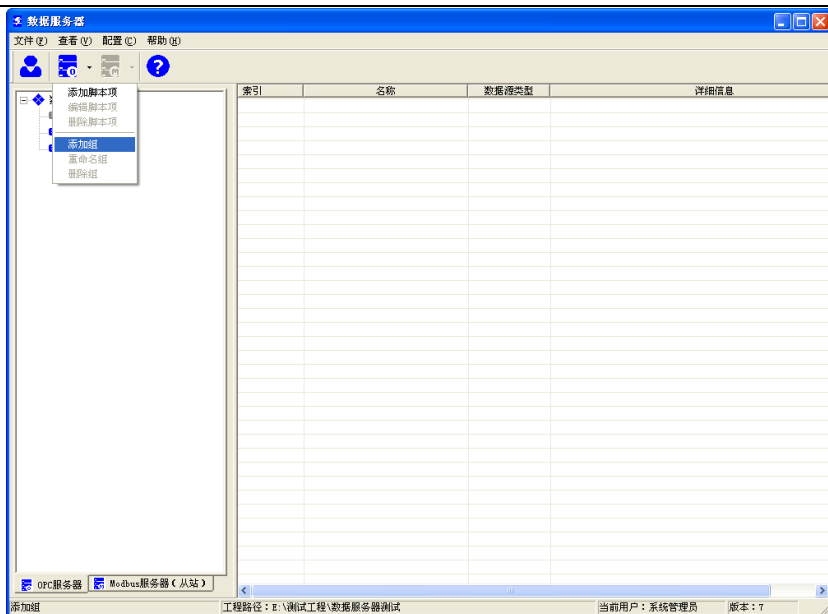 数据服务器
文件(F) 查看(V) 配置(C) 帮助(H)
添加脚本项
编辑脚本项
删除脚本项
添加组
重命名组
删除组
索引 名称 数据源类型 详细信息
OPC服务器 Modbus服务器(从站)
添加组 工程路径:E:\测试工程\数据服务器测试 当前用户:系统管理员 版本:7